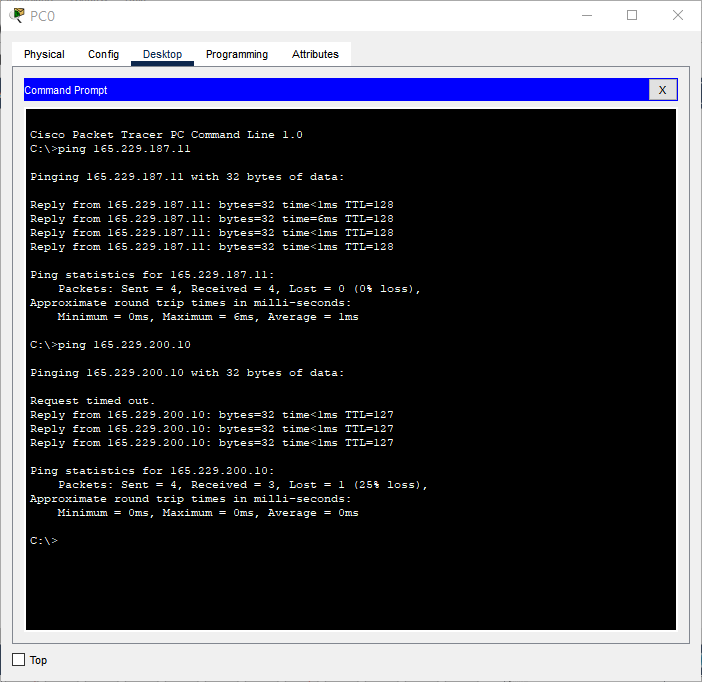 PC0
Physical Config Desktop Programming Attributes
Command Prompt
X
Cisco Packet Tracer PC Command Line 1.0
C:\>ping 165.229.187.11
Pinging 165.229.187.11 with 32 bytes of data:
Reply from 165.229.187.11: bytes=32 time<1ms TTL=128
Reply from 165.229.187.11: bytes=32 time=6ms TTL=128
Reply from 165.229.187.11: bytes=32 time<1ms TTL=128
Reply from 165.229.187.11: bytes=32 time<1ms TTL=128
Ping statistics for 165.229.187.11:
Packets: Sent = 4, Received = 4, Lost = 0 (0% loss),
Approximate round trip times in milli-seconds:
Minimum = 0ms, Maximum = 6ms, Average = 1ms
C:\>ping 165.229.200.10
Pinging 165.229.200.10 with 32 bytes of data:
Request timed out.
Reply from 165.229.200.10: bytes=32 time<1ms TTL=127
Reply from 165.229.200.10: bytes=32 time<1ms TTL=127
Reply from 165.229.200.10: bytes=32 time<1ms TTL=127
Ping statistics for 165.229.200.10:
Packets: Sent = 4, Received = 3, Lost = 1 (25% loss),
Approximate round trip times in milli-seconds:
Minimum = 0ms, Maximum = 0ms, Average = 0ms
C:\>
Top